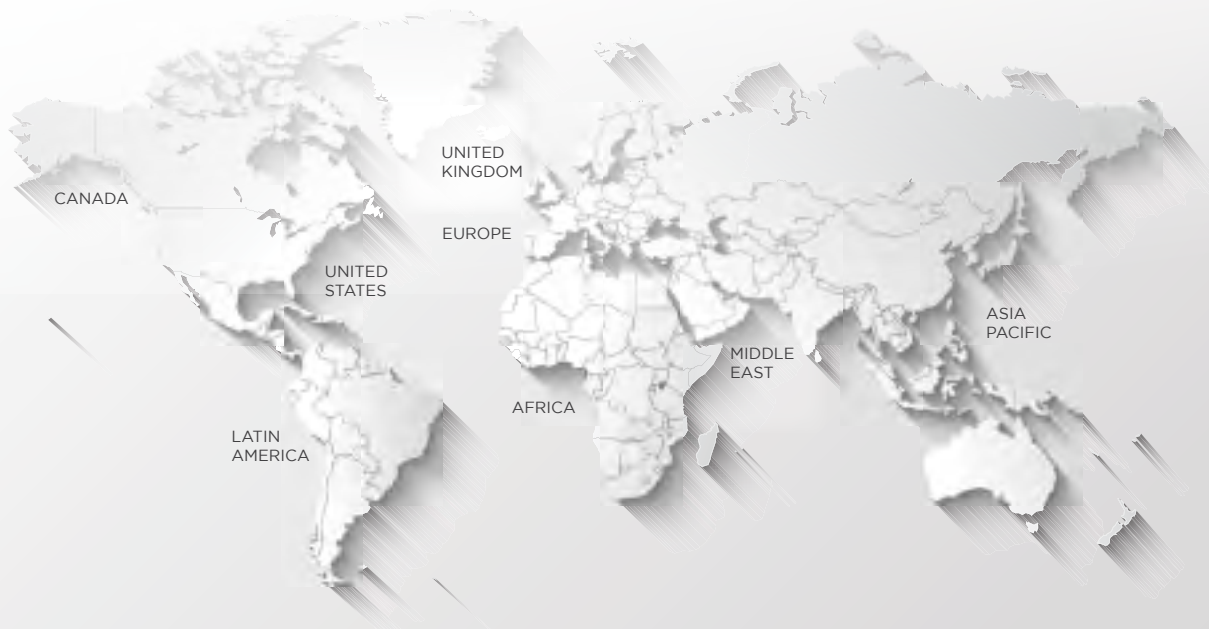 UNITED
KINGDOM
CANADA
EUROPE
UNITED
STATES
ASIA
PACIFIC
MIDDLE
EAST
AFRICA
LATIN
AMERICA